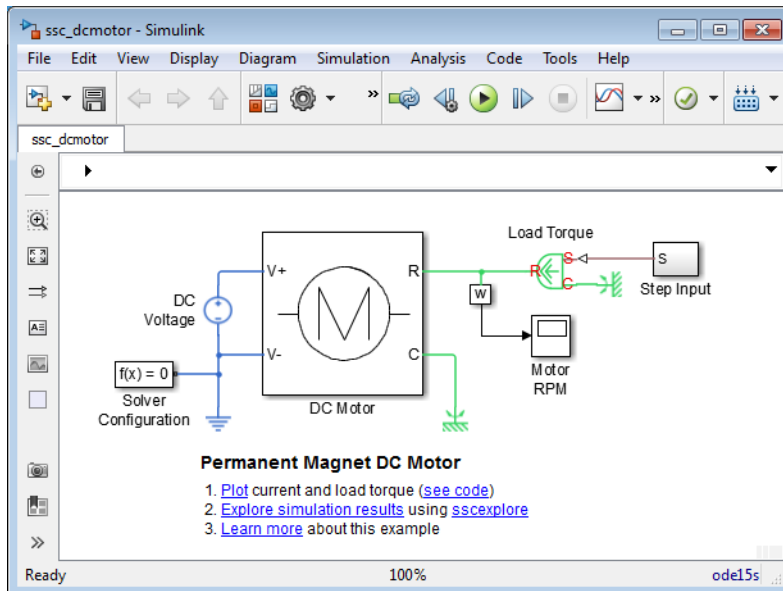 ssc_dcmotor - Simulink
File Edit View Display Diagram Simulation Analysis Code Tools Help
ssc_dcmotor
Load Torque
V+
R
R
S
C
S
Step Input
DC
Voltage
w
V-
C
f(x) = 0
Solver
Configuration
DC Motor
Motor
RPM
Permanent Magnet DC Motor
1. Plot current and load torque (see code)
2. Explore simulation results using sscexplore
3. Learn more about this example
Ready 100% ode15s